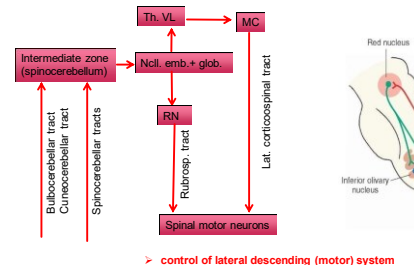 Th. VL
MC
Red nucleus
Intermediate zone
(spinocerebellum)
Ncll. emb.+ glob.
RN
Bulbocerebellar tract
Cuneocerebellar tract
Spinocerebellar tracts
Rubrosp. tract
Lat. corticoospinal tract
Inferior olivary
nucleus
Spinal motor neurons
➢ control of lateral descending (motor) system